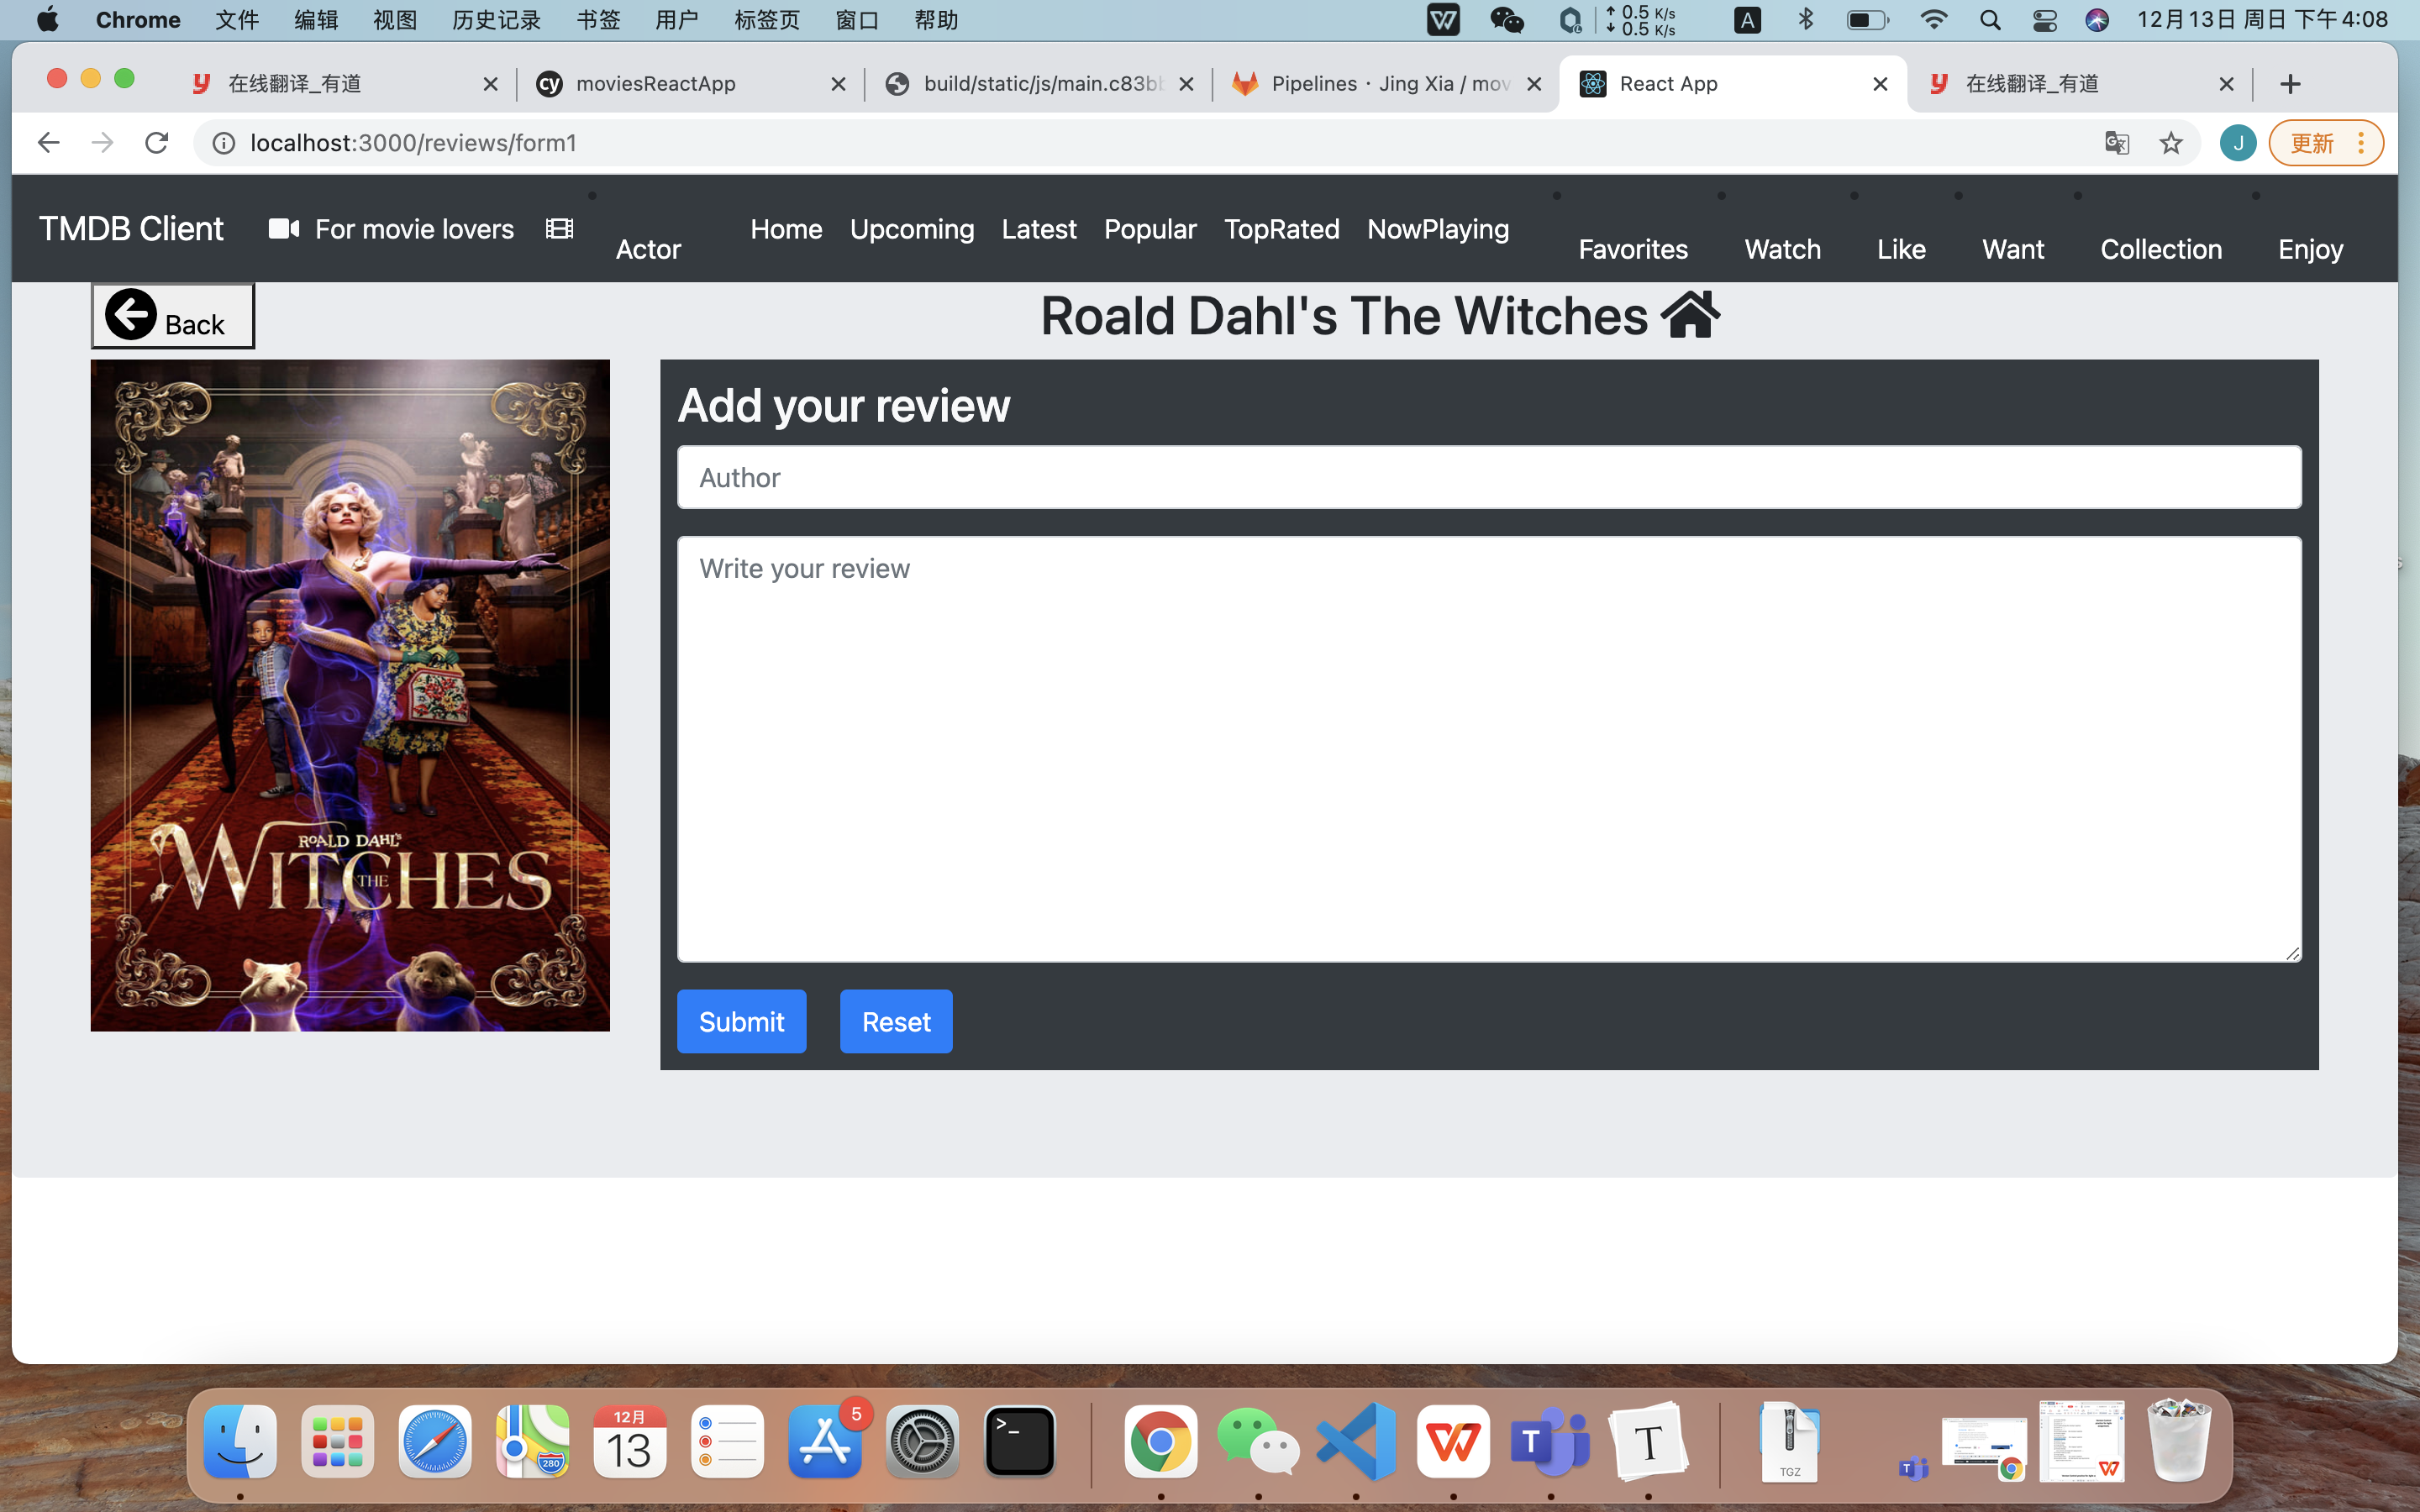 Chrome 文件 编辑 视图 历史记录 书签 用户 标签页 窗口 帮助 0.5 K/s 0.5 K/s A 12月13日 周日 下午4:08
在线翻译_有道 cy moviesReactApp build/static/js/main.c83bb Pipelines · Jing Xia / mov React App 在线翻译_有道
localhost:3000/reviews/form1 J 更新
TMDB Client For movie lovers Actor Home Upcoming Latest Popular TopRated NowPlaying Favorites Watch Like Want Collection Enjoy
Back Roald Dahl's The Witches
Add your review
Author
Write your review
ROALD DAHL'S
THE
WITCHES
Submit Reset
12月
13
280
5
T
T
TGZ